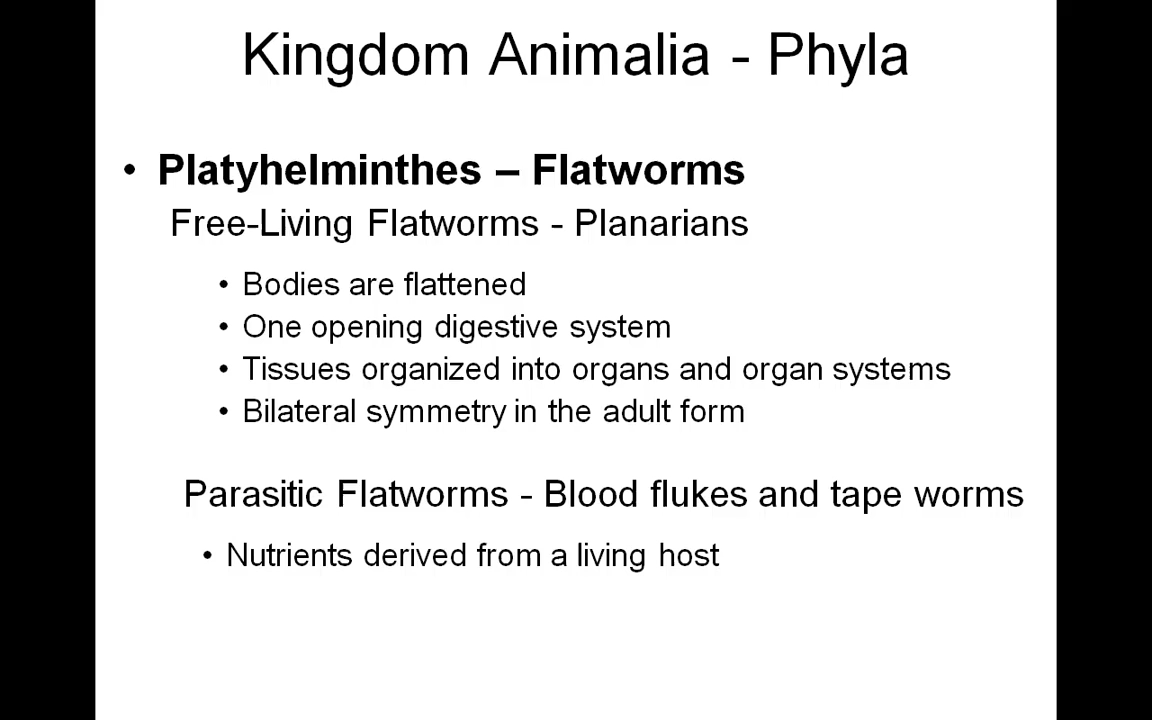 Kingdom Animalia - Phyla
• Platyhelminthes – Flatworms
Free-Living Flatworms - Planarians
• Bodies are flattened
• One opening digestive system
• Tissues organized into organs and organ systems
• Bilateral symmetry in the adult form
Parasitic Flatworms - Blood flukes and tape worms
• Nutrients derived from a living host